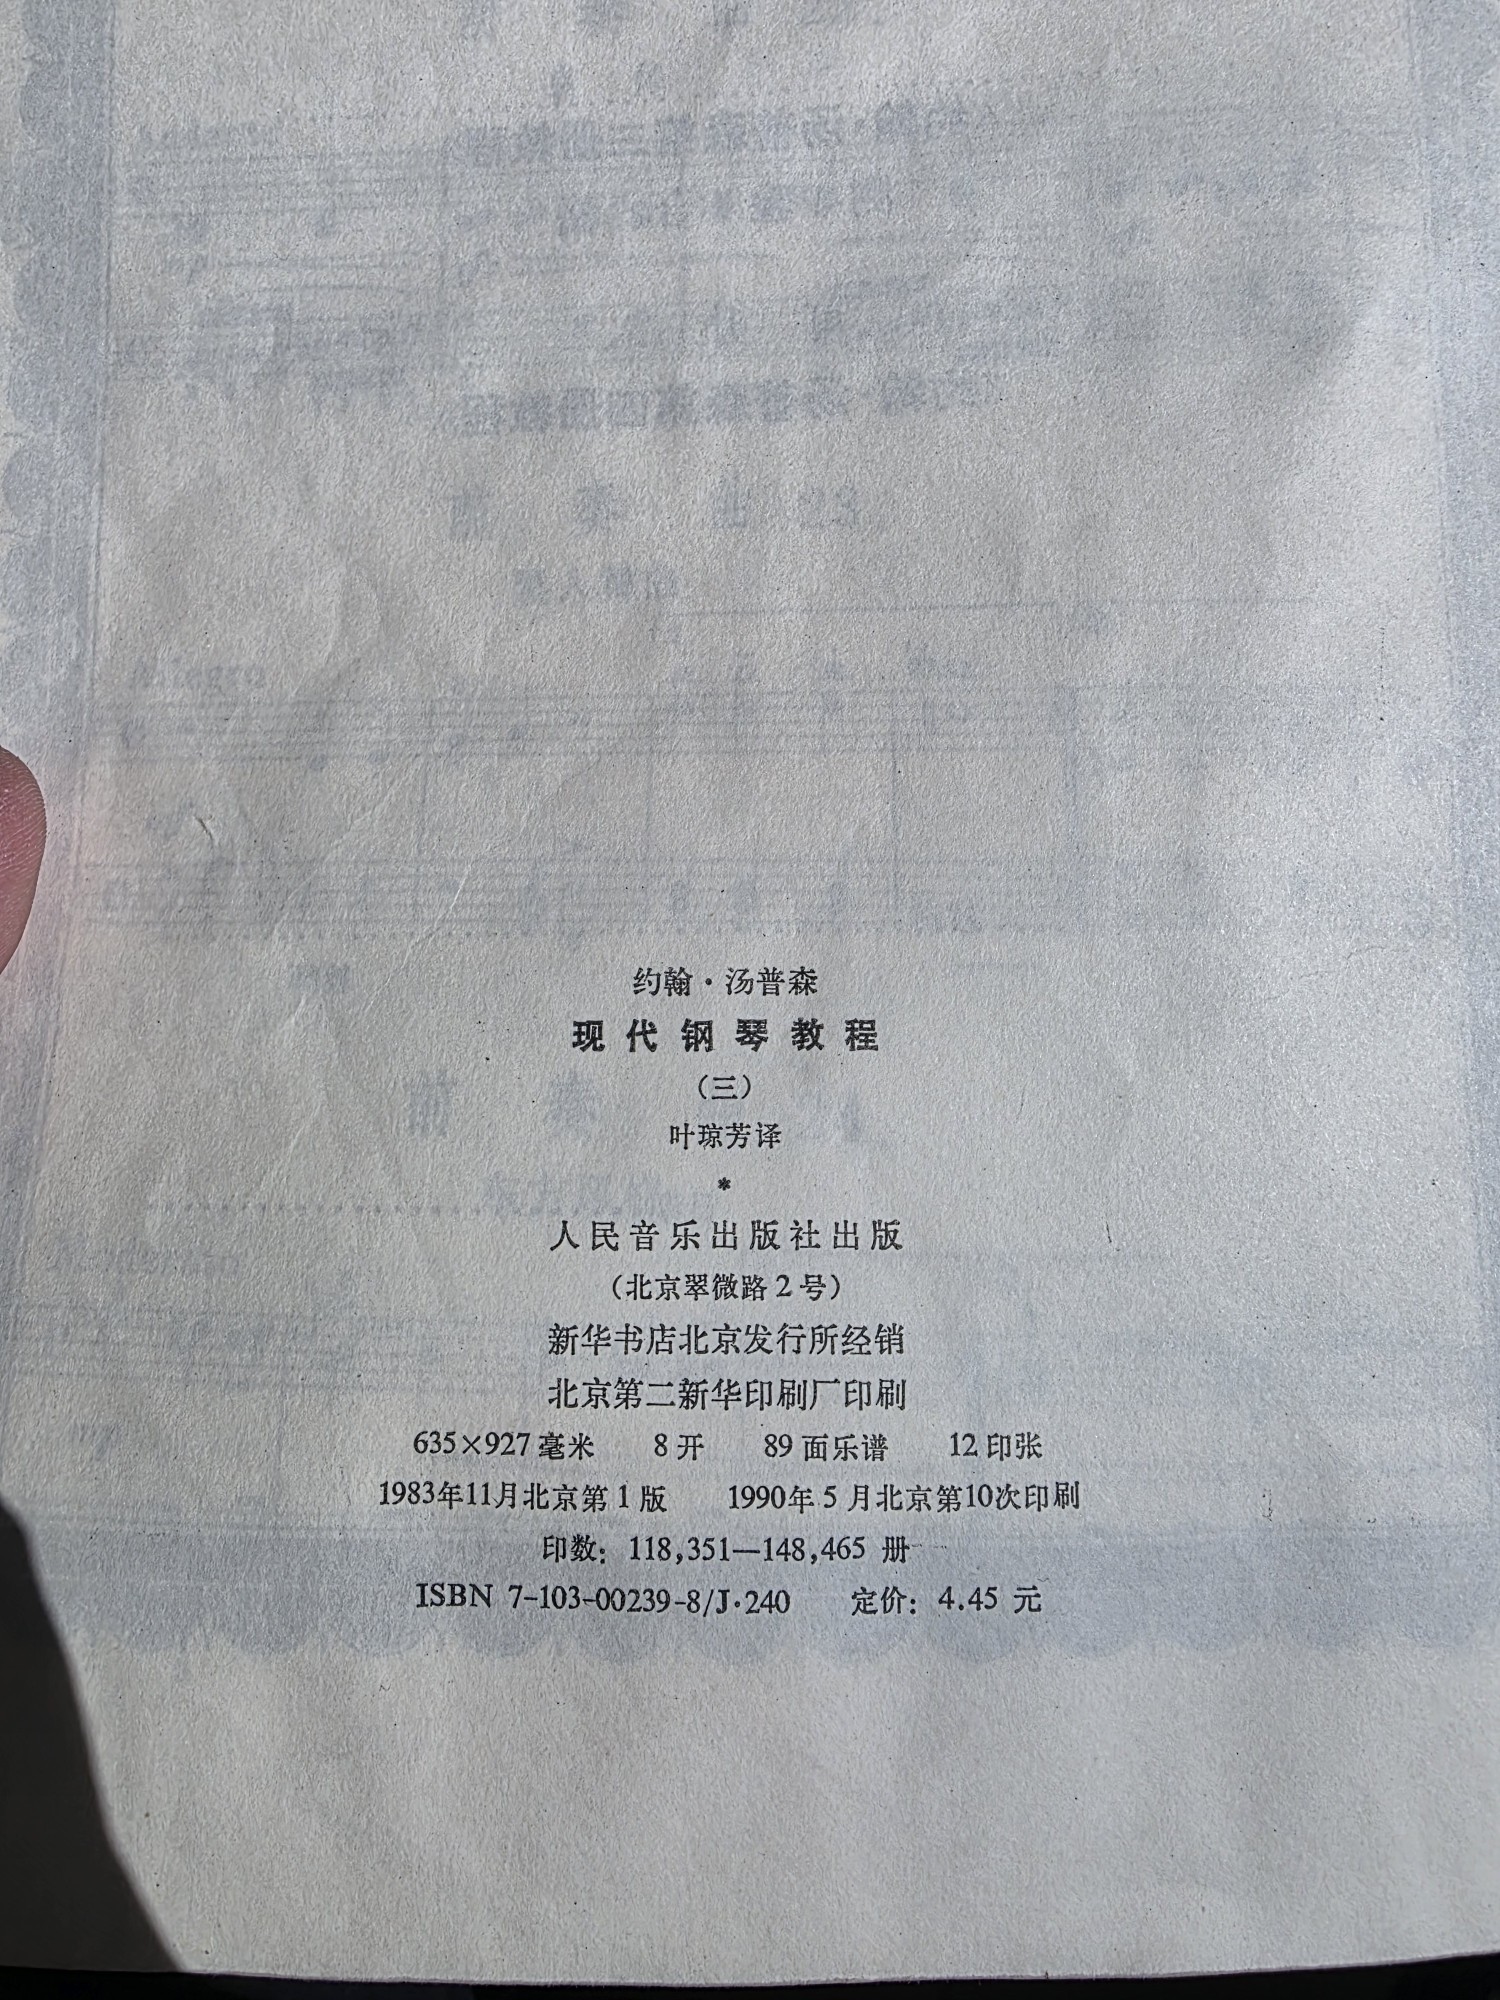 约翰·汤普森
现代钢琴教程
（三）
叶琼芳译
*
人民音乐出版社出版
（北京翠微路2号）
新华书店北京发行所经销
北京第二新华印刷厂印刷
635×927毫米 8开 89面乐谱 12印张
1983年11月北京第1版 1990年5月北京第10次印刷
印数：118,351—148,465 册
ISBN 7-103-00239-8/J·240 定价：4.45 元